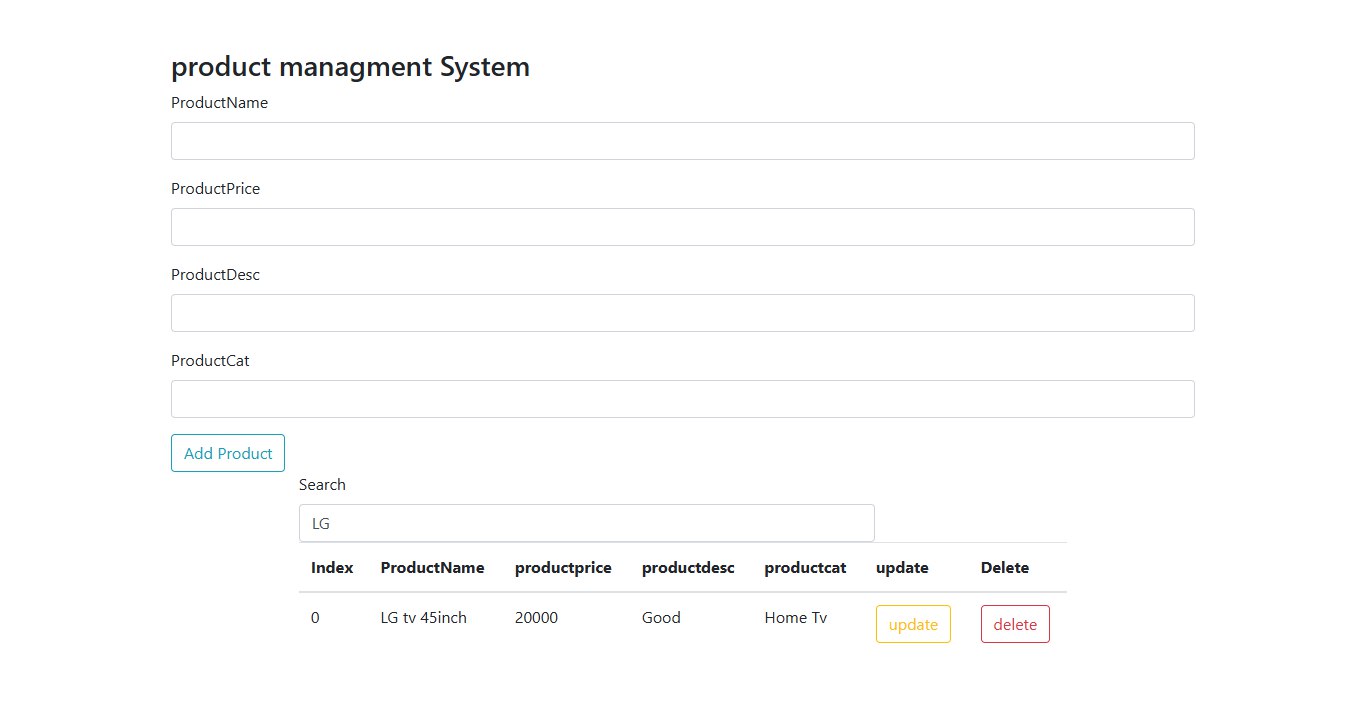 product managment System
ProductName
ProductPrice
ProductDesc
ProductCat
Add Product
Search
LG
Index ProductName productprice productdesc productcat update Delete
0 LG tv 45inch 20000 Good Home Tv update delete